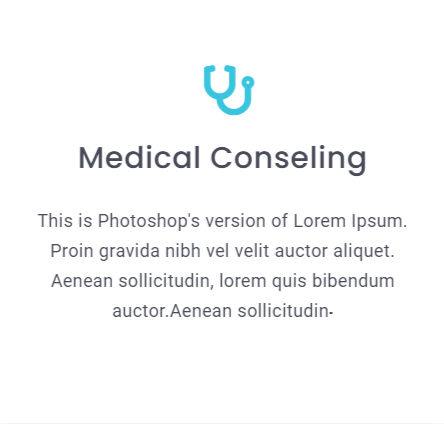 Medical Conseling
This is Photoshop's version of Lorem Ipsum.
Proin gravida nibh vel velit auctor aliquet.
Aenean sollicitudin, lorem quis bibendum
auctor.Aenean sollicitudin-